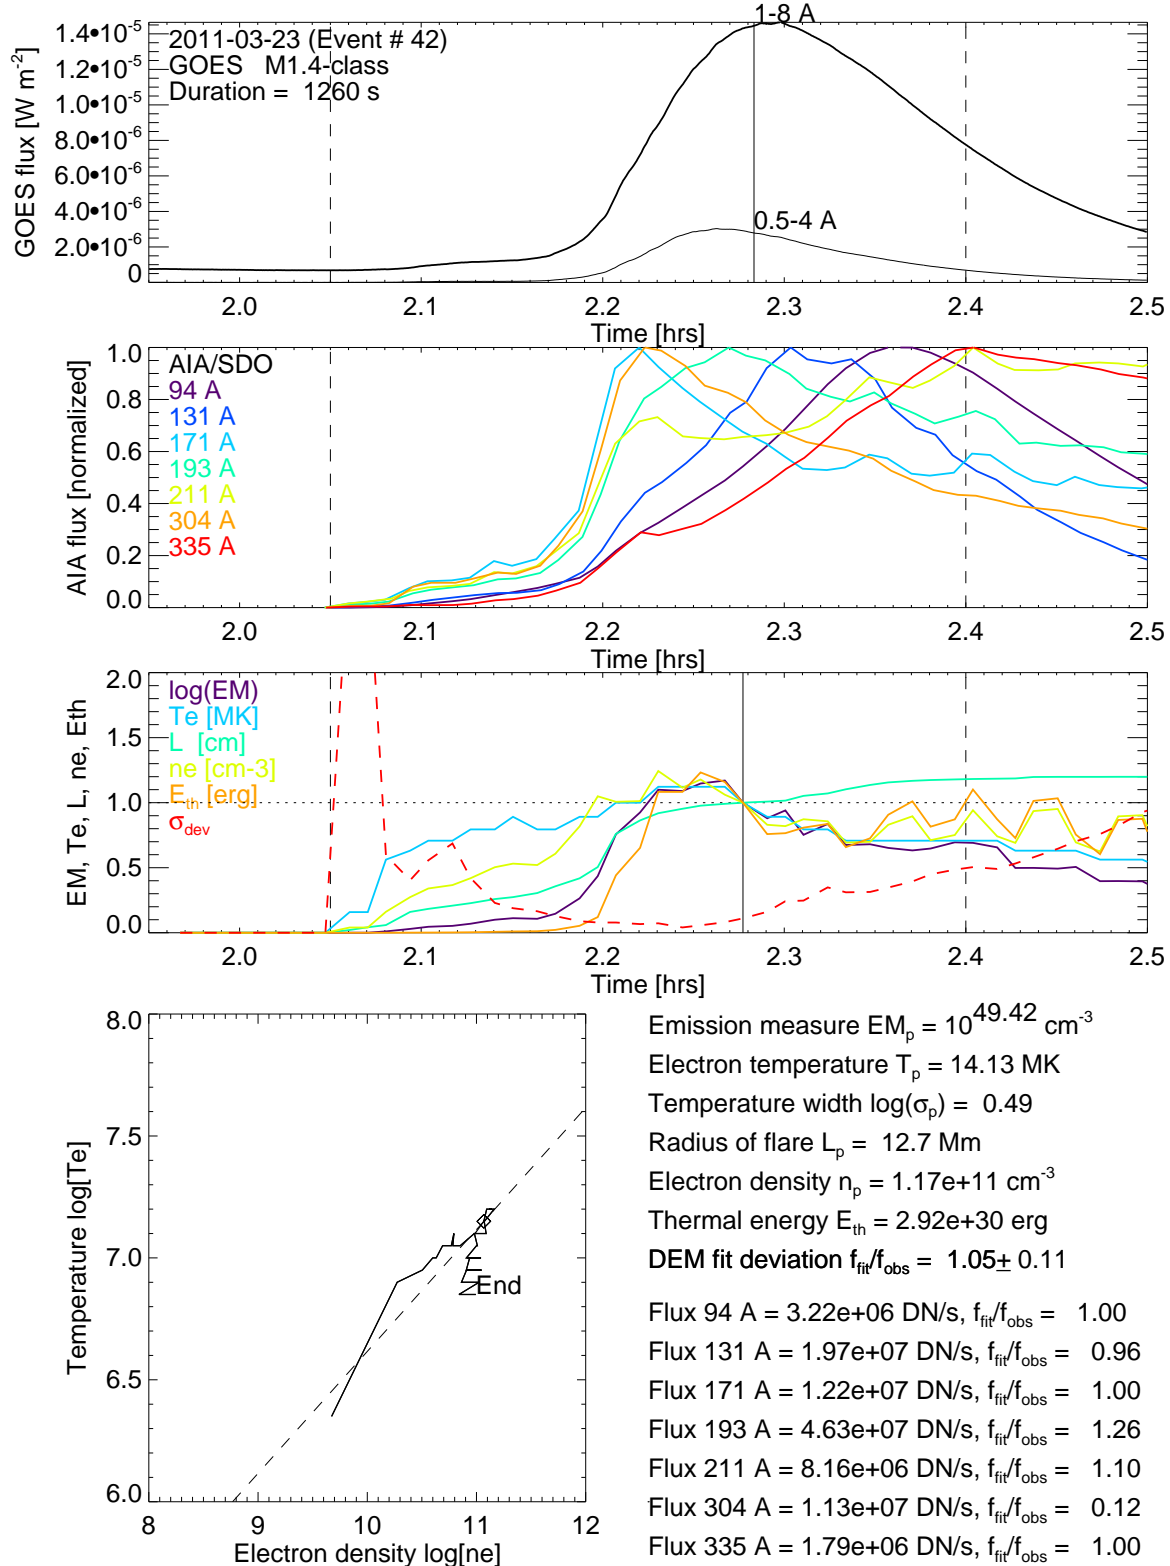 1-8 A
2011-03-23 (Event # 42)
GOES M1.4-class
Duration = 1260 s
0.5-4 A
GOES flux [W m-2]
1.4•10-5
1.2•10-5
1.0•10-5
8.0•10-6
6.0•10-6
4.0•10-6
2.0•10-6
0
2.0 2.1 2.2 2.3 2.4 2.5
Time [hrs]
AIA flux [normalized]
1.0
0.8
0.6
0.4
0.2
0.0
AIA/SDO
94 A
131 A
171 A
193 A
211 A
304 A
335 A
2.0 2.1 2.2 2.3 2.4 2.5
Time [hrs]
EM, Te, L, ne, Eth
2.0
1.5
1.0
0.5
0.0
log(EM)
Te [MK]
L [cm]
ne [cm-3]
Eth [erg]
σdev
2.0 2.1 2.2 2.3 2.4 2.5
Time [hrs]
Temperature log[Te]
8.0
7.5
7.0
6.5
6.0
End
8 9 10 11 12
Electron density log[ne]
Emission measure EMp = 10^49.42 cm-3
Electron temperature Tp = 14.13 MK
Temperature width log(σp) = 0.49
Radius of flare Lp = 12.7 Mm
Electron density np = 1.17e+11 cm-3
Thermal energy Eth = 2.92e+30 erg
DEM fit deviation ffit/fobs = 1.05± 0.11
Flux 94 A = 3.22e+06 DN/s, ffit/fobs = 1.00
Flux 131 A = 1.97e+07 DN/s, ffit/fobs = 0.96
Flux 171 A = 1.22e+07 DN/s, ffit/fobs = 1.00
Flux 193 A = 4.63e+07 DN/s, ffit/fobs = 1.26
Flux 211 A = 8.16e+06 DN/s, ffit/fobs = 1.10
Flux 304 A = 1.13e+07 DN/s, ffit/fobs = 0.12
Flux 335 A = 1.79e+06 DN/s, ffit/fobs = 1.00